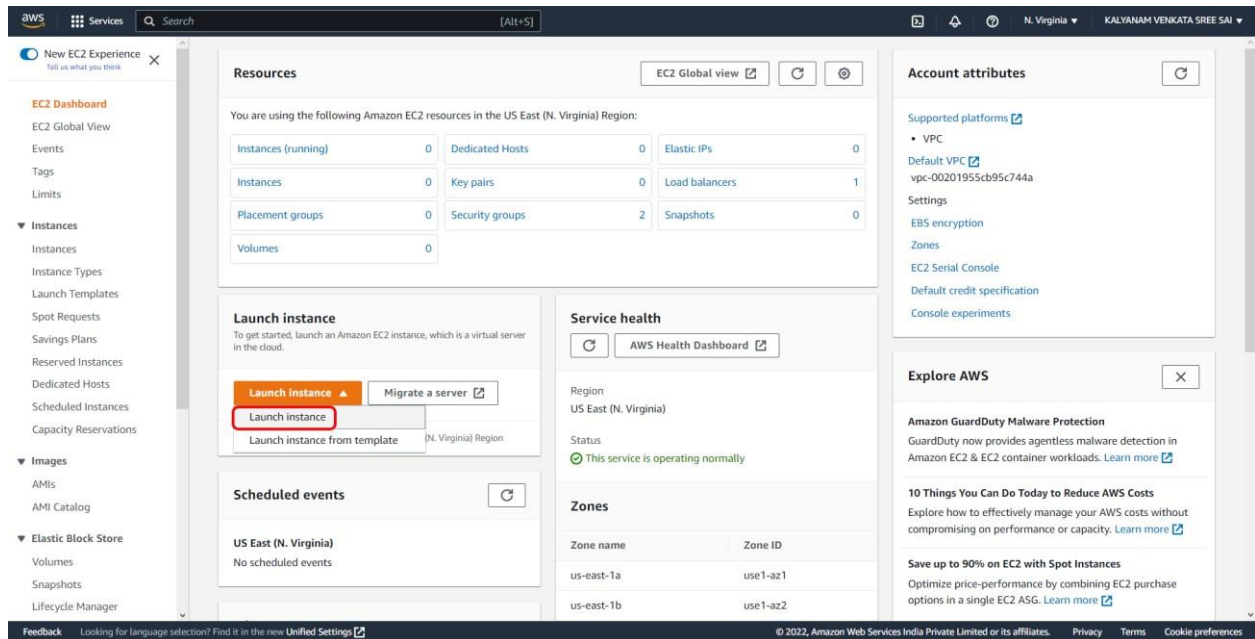 aws
Services
Search
[Alt+S]
N. Virginia
KALYANAM VENKATA SREE SAI
New EC2 Experience
Tell us what you think
EC2 Dashboard
EC2 Global View
Events
Tags
Limits
Instances
Instances
Instance Types
Launch Templates
Spot Requests
Savings Plans
Reserved Instances
Dedicated Hosts
Scheduled Instances
Capacity Reservations
Images
AMIs
AMI Catalog
Elastic Block Store
Volumes
Snapshots
Lifecycle Manager
Resources
EC2 Global view
You are using the following Amazon EC2 resources in the US East (N. Virginia) Region:
Instances (running) 0
Dedicated Hosts 0
Elastic IPs 0
Instances 0
Key pairs 0
Load balancers 1
Placement groups 0
Security groups 2
Snapshots 0
Volumes 0
Launch instance
To get started, launch an Amazon EC2 instance, which is a virtual server
in the cloud.
Launch instance
Migrate a server
Launch instance
Launch instance from template
(N. Virginia) Region
Scheduled events
US East (N. Virginia)
No scheduled events
Service health
AWS Health Dashboard
Region
US East (N. Virginia)
Status
This service is operating normally
Zones
Zone name Zone ID
us-east-1a use1-az1
us-east-1b use1-az2
Account attributes
Supported platforms
• VPC
Default VPC
vpc-00201955cb95c744a
Settings
EBS encryption
Zones
EC2 Serial Console
Default credit specification
Console experiments
Explore AWS
Amazon GuardDuty Malware Protection
GuardDuty now provides agentless malware detection in
Amazon EC2 & EC2 container workloads. Learn more
10 Things You Can Do Today to Reduce AWS Costs
Explore how to effectively manage your AWS costs without
compromising on performance or capacity. Learn more
Save up to 90% on EC2 with Spot Instances
Optimize price-performance by combining EC2 purchase
options in a single EC2 ASG. Learn more
Feedback
Looking for language selection? Find it in the new Unified Settings
© 2022, Amazon Web Services India Private Limited or its affiliates.
Privacy
Terms
Cookie preferences